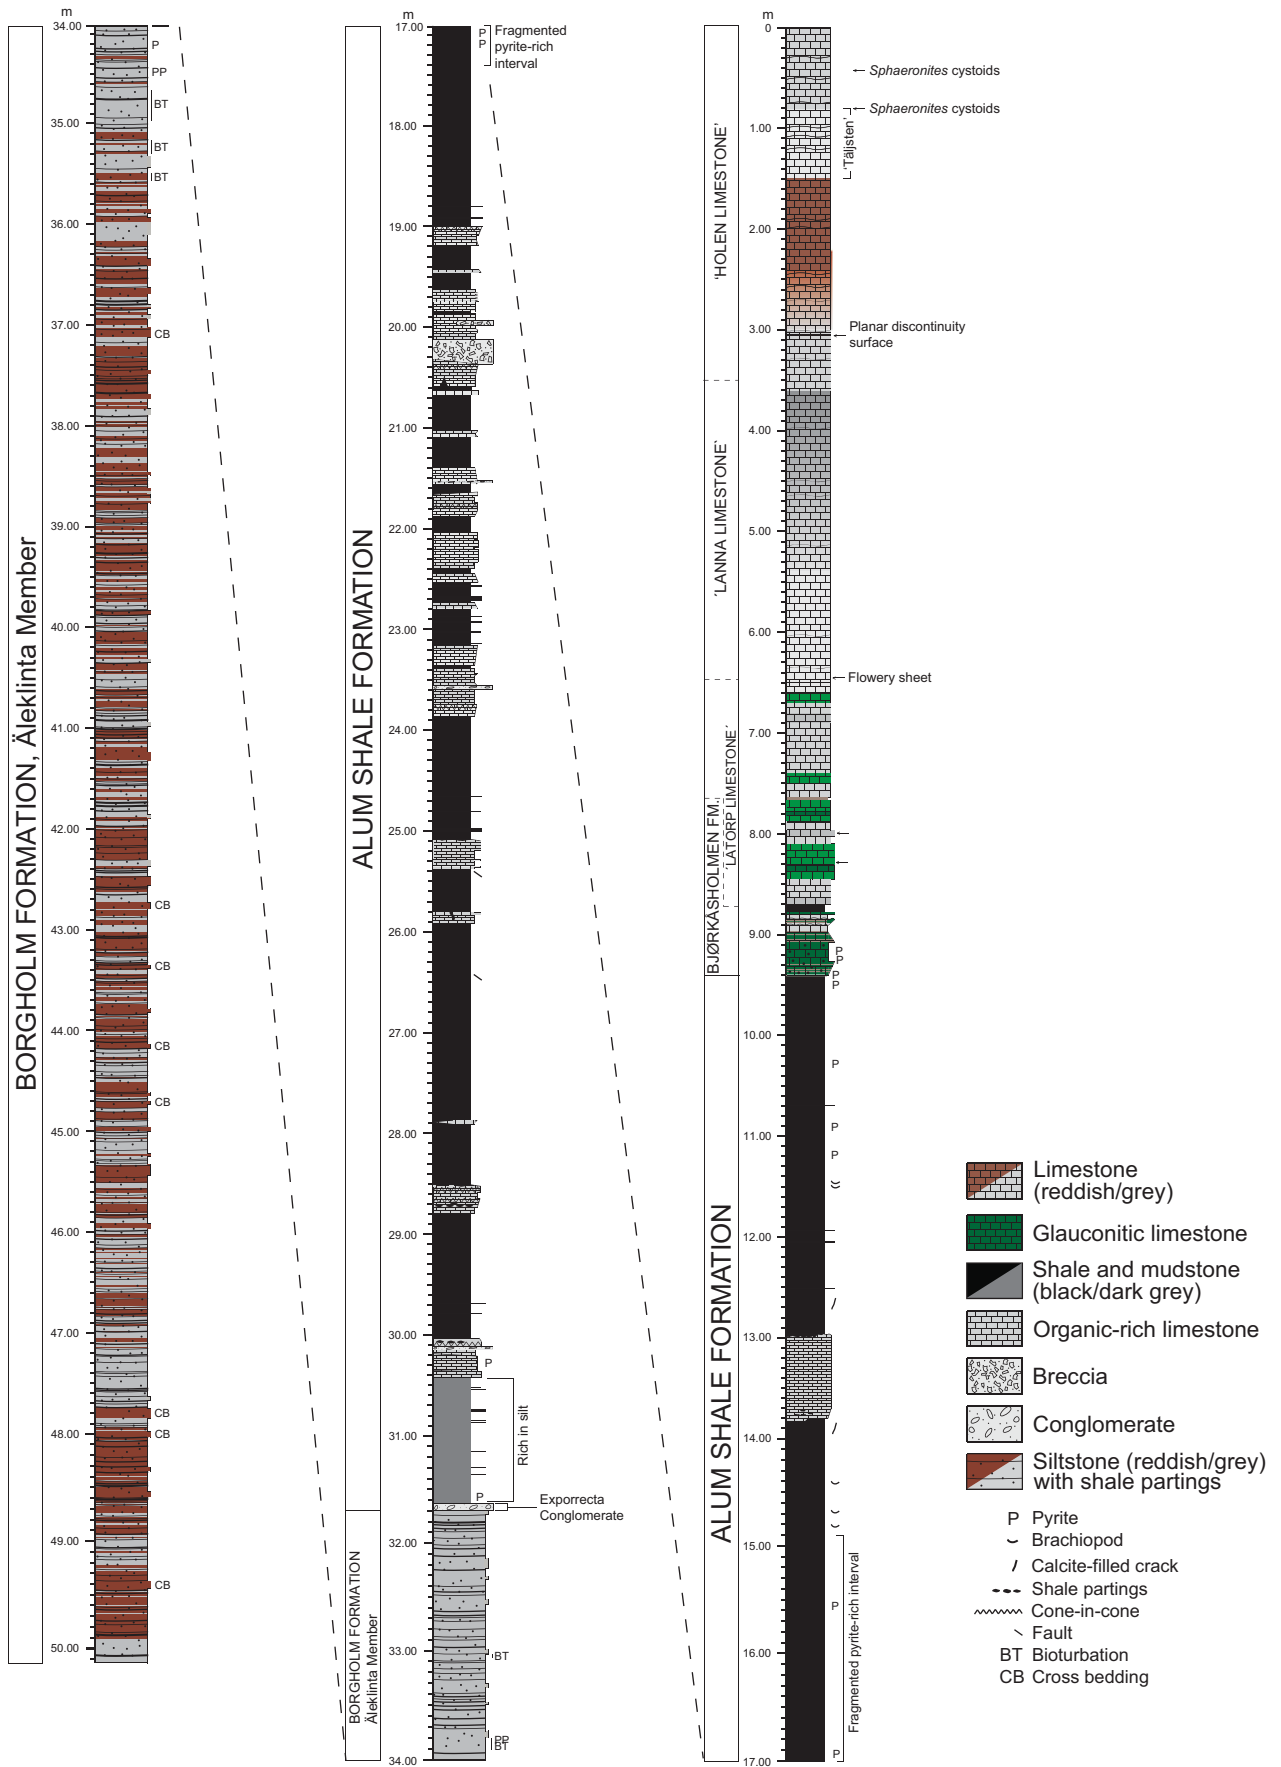 m
34.00
P
PP
BT
35.00
BT
BT
36.00
37.00
CB
38.00
39.00
40.00
41.00
42.00
CB
43.00
CB
44.00
CB
CB
45.00
46.00
47.00
CB
48.00
CB
49.00
CB
50.00
BORGHOLM FORMATION, Äleklinta Member
m
17.00
P
P
Fragmented
pyrite-rich
interval
18.00
19.00
20.00
21.00
22.00
23.00
24.00
25.00
26.00
27.00
28.00
29.00
30.00
P
31.00
Rich in silt
P
Exporrecta
Conglomerate
32.00
33.00
BT
PP
BT
34.00
ALUM SHALE FORMATION
BORGHOLM FORMATION
Äleklinta Member
m
0
Sphaeronites cystoids
Sphaeronites cystoids
1.00
'Täljsten'
2.00
3.00
Planar discontinuity
surface
4.00
5.00
6.00
Flowery sheet
7.00
8.00
9.00
P
P
P
P
10.00
P
P
11.00
P
12.00
13.00
14.00
15.00
P
16.00
Fragmented pyrite-rich interval
P
17.00
'HOLEN LIMESTONE'
'LANNA LIMESTONE'
'LATORP LIMESTONE'
BJØRKÅSHOLMEN FM.
ALUM SHALE FORMATION
Limestone
(reddish/grey)
Glauconitic limestone
Shale and mudstone
(black/dark grey)
Organic-rich limestone
Breccia
Conglomerate
Siltstone (reddish/grey)
with shale partings
P Pyrite
Brachiopod
Calcite-filled crack
Shale partings
Cone-in-cone
Fault
BT Bioturbation
CB Cross bedding